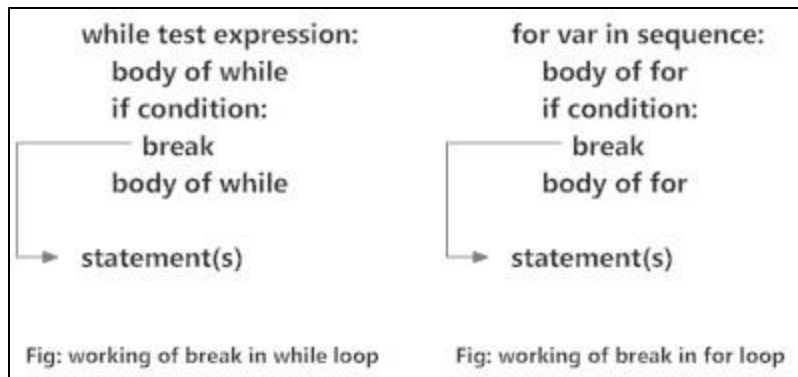 while test expression:
body of while
if condition:
break
body of while
statement(s)
Fig: working of break in while loop
for var in sequence:
body of for
if condition:
break
body of for
statement(s)
Fig: working of break in for loop